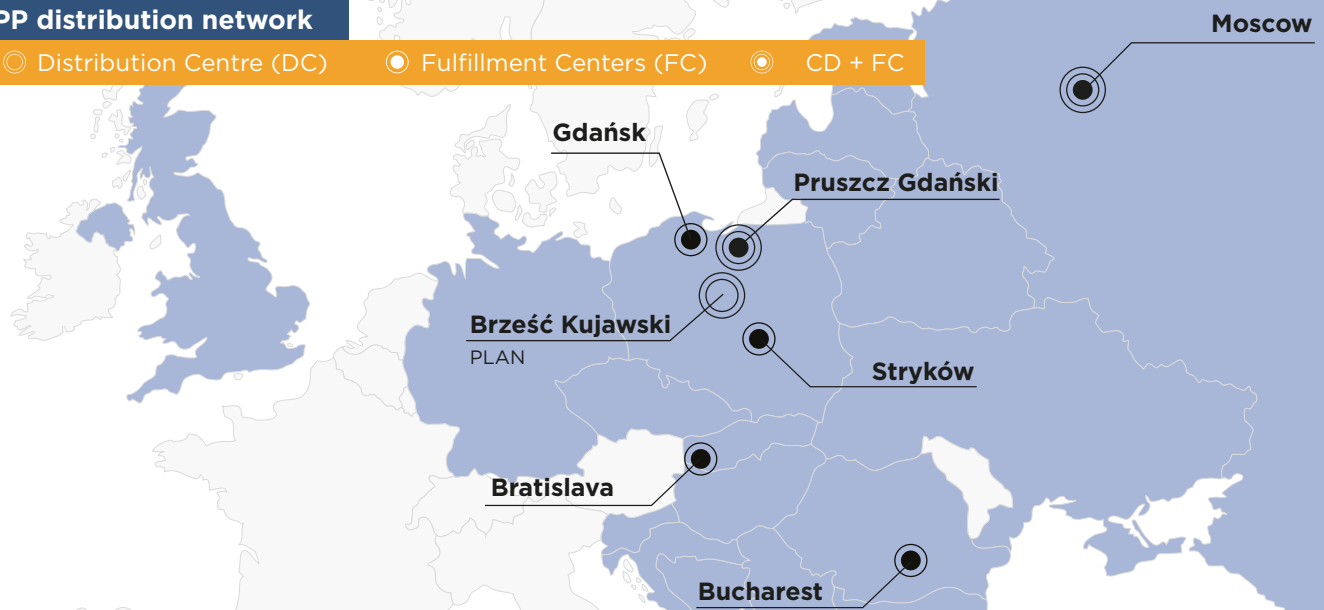 PP distribution network
Distribution Centre (DC)
Fulfillment Centers (FC)
CD + FC
Moscow
Gdańsk
Pruszcz Gdański
Brześć Kujawski
PLAN
Stryków
Bratislava
Bucharest